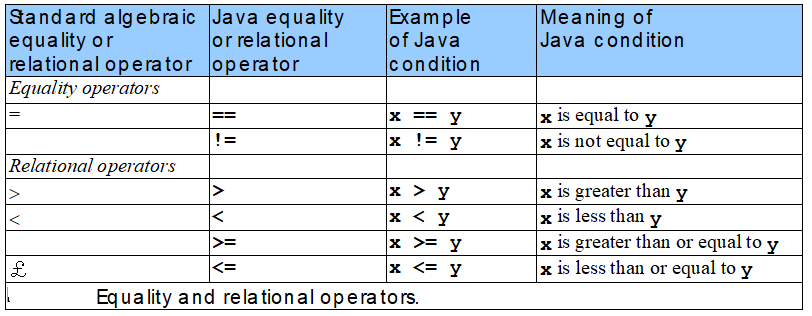 Standard algebraic equality or relational operator | Java equality or relational operator | Example of Java condition | Meaning of Java condition
Equality operators
= | == | x == y | x is equal to y
!= | x != y | x is not equal to y
Relational operators
> | > | x > y | x is greater than y
< | < | x < y | x is less than y
>= | x >= y | x is greater than or equal to y
£ | <= | x <= y | x is less than or equal to y
Equality and relational operators.